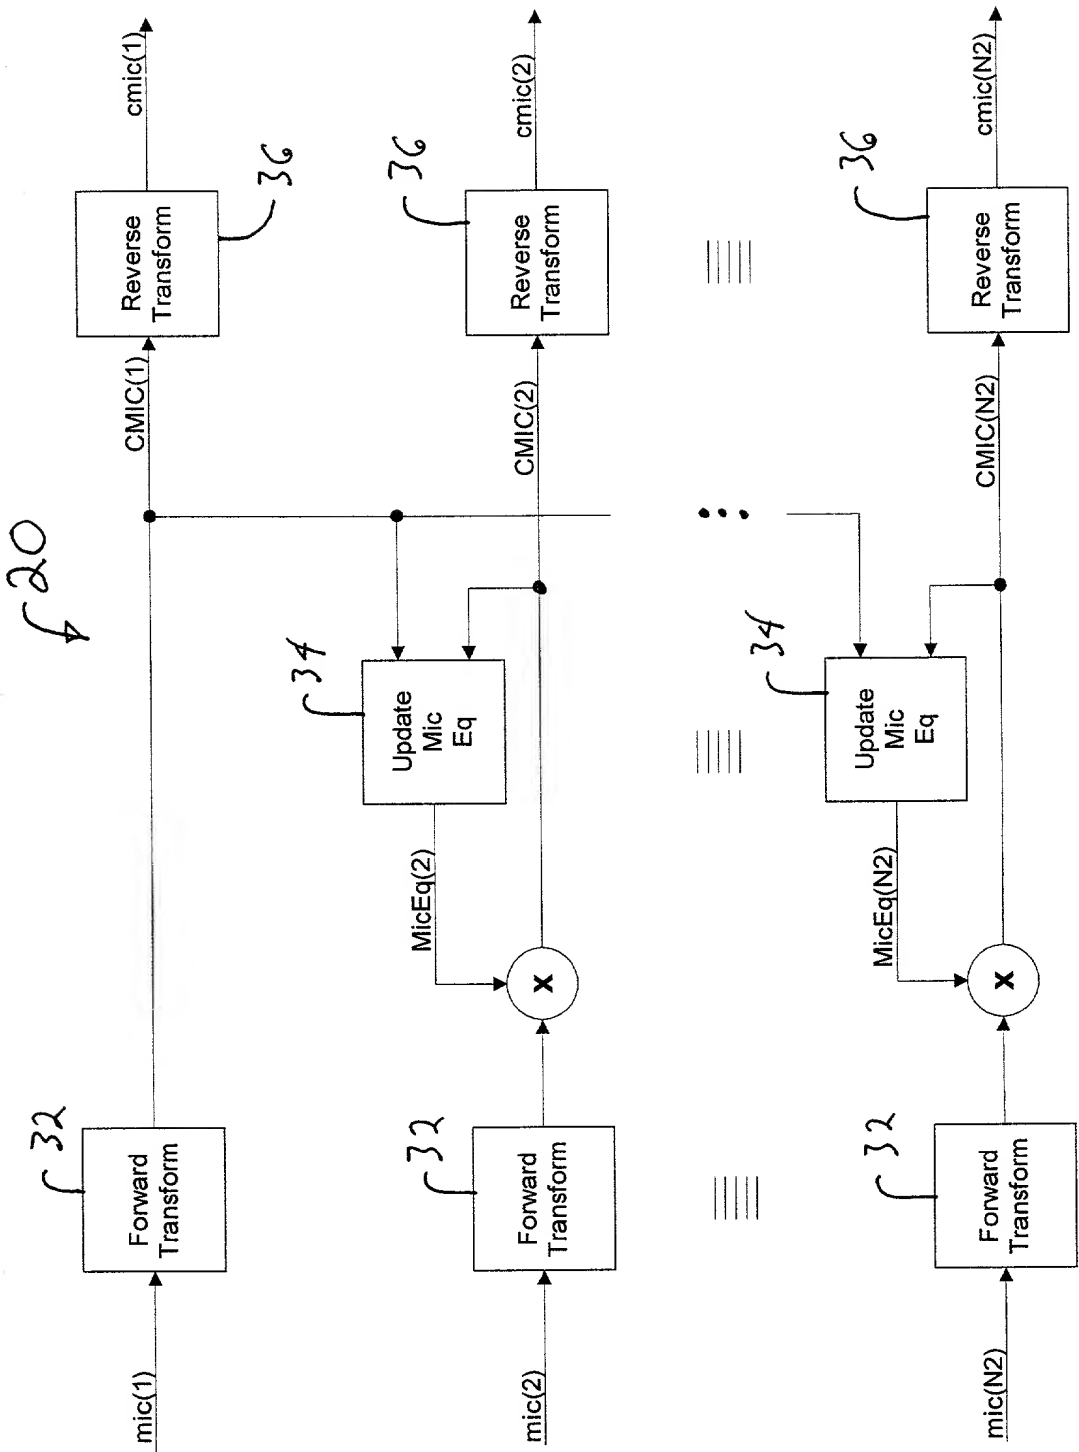 20
mic(1)
Forward
Transform
32
CMIC(1)
Reverse
Transform
36
cmic(1)
mic(2)
Forward
Transform
32
MicEq(2)
x
Update
Mic
Eq
34
CMIC(2)
Reverse
Transform
36
cmic(2)
mic(N2)
Forward
Transform
32
MicEq(N2)
x
Update
Mic
Eq
34
CMIC(N2)
Reverse
Transform
36
cmic(N2)